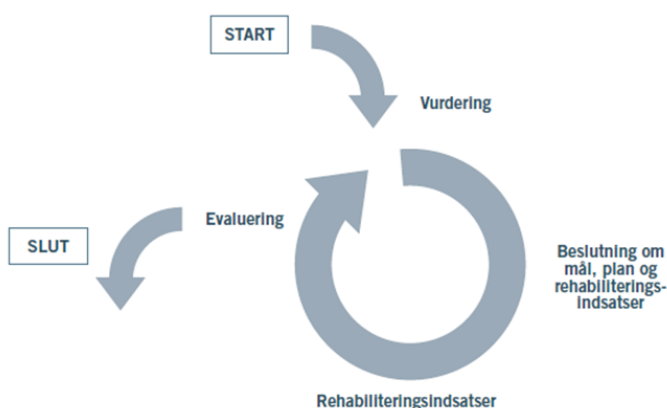 START
Vurdering
Beslutning om
mål, plan og
rehabiliterings-
indsatser
Rehabiliteringsindsatser
Evaluering
SLUT